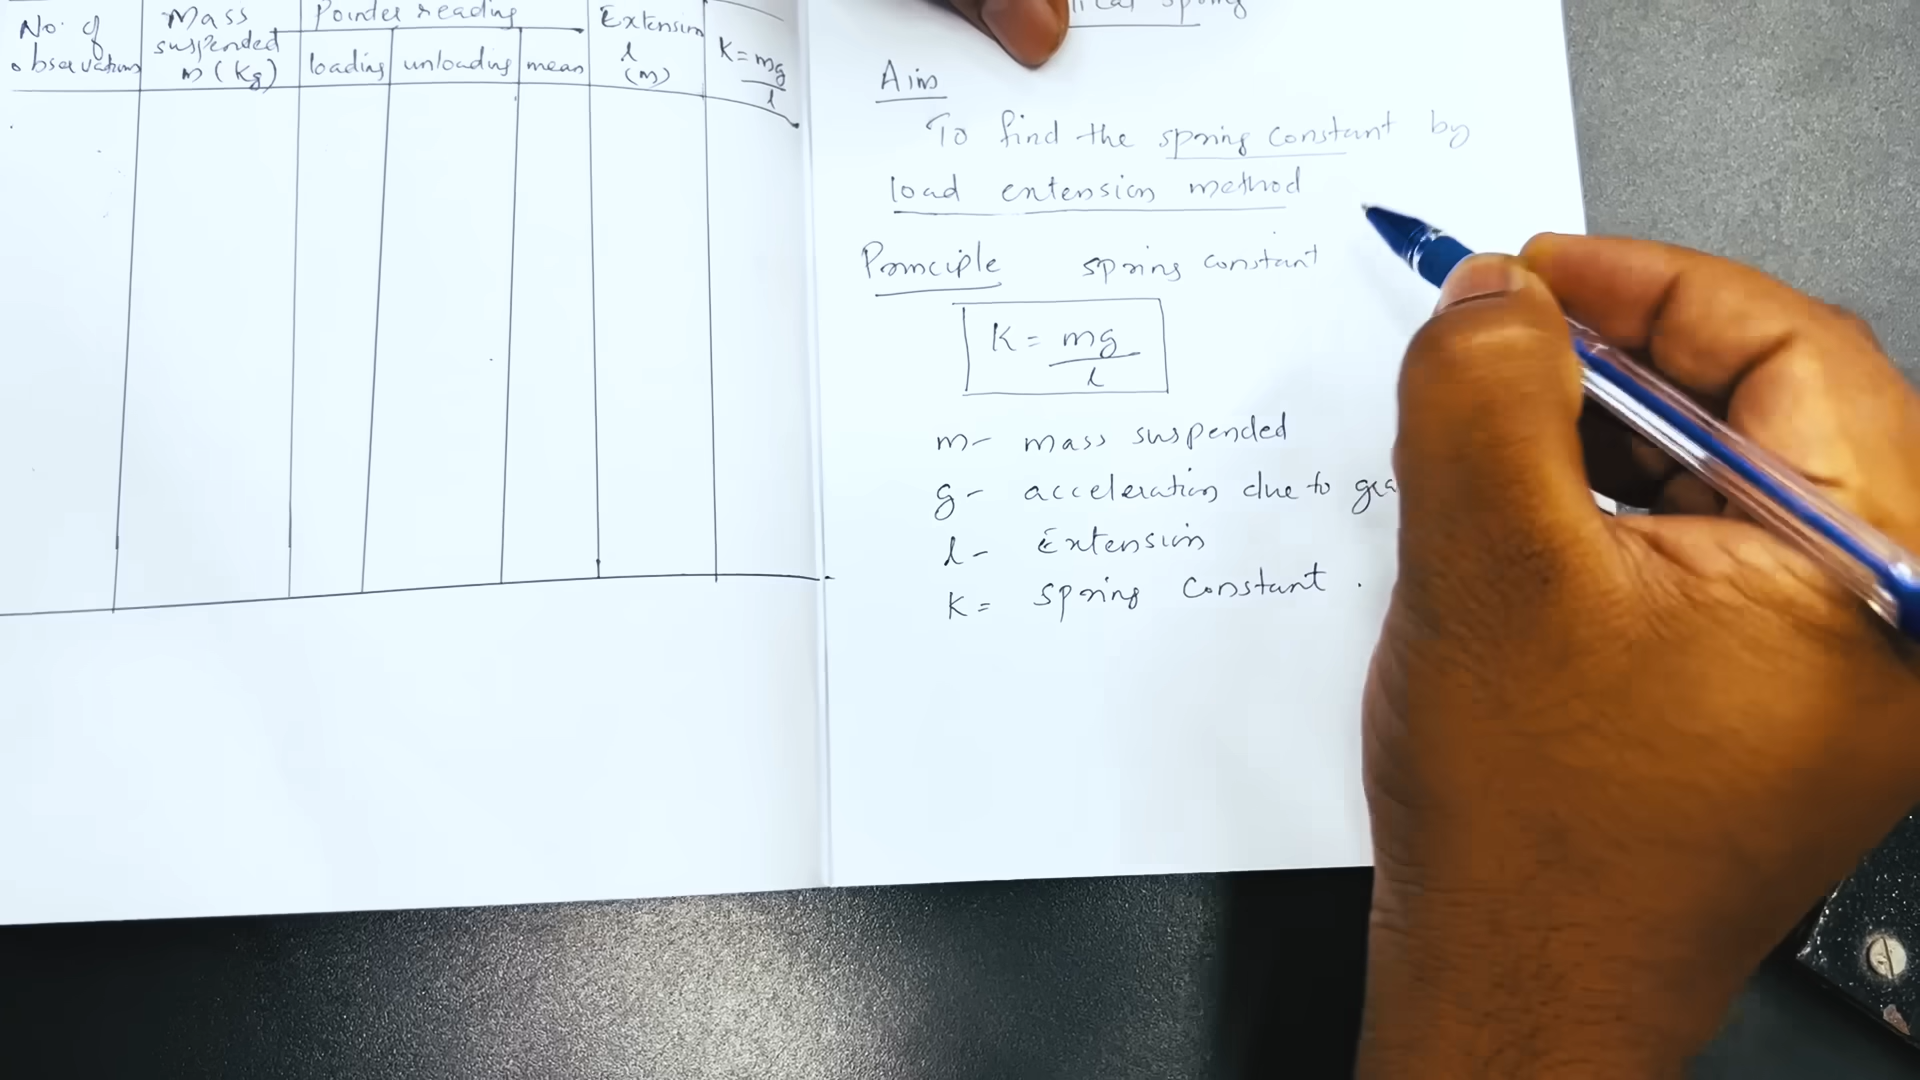 No. of
observations
Mass
suspended
m (Kg)
Pointer reading
loading
unloading
mean
Extension
l
(m)
K = mg
l
spring
Aim
To find the spring constant by
load extension method
Principle spring constant
K = mg
l
m - mass suspended
g - acceleration due to
l - Extension
K = spring constant.